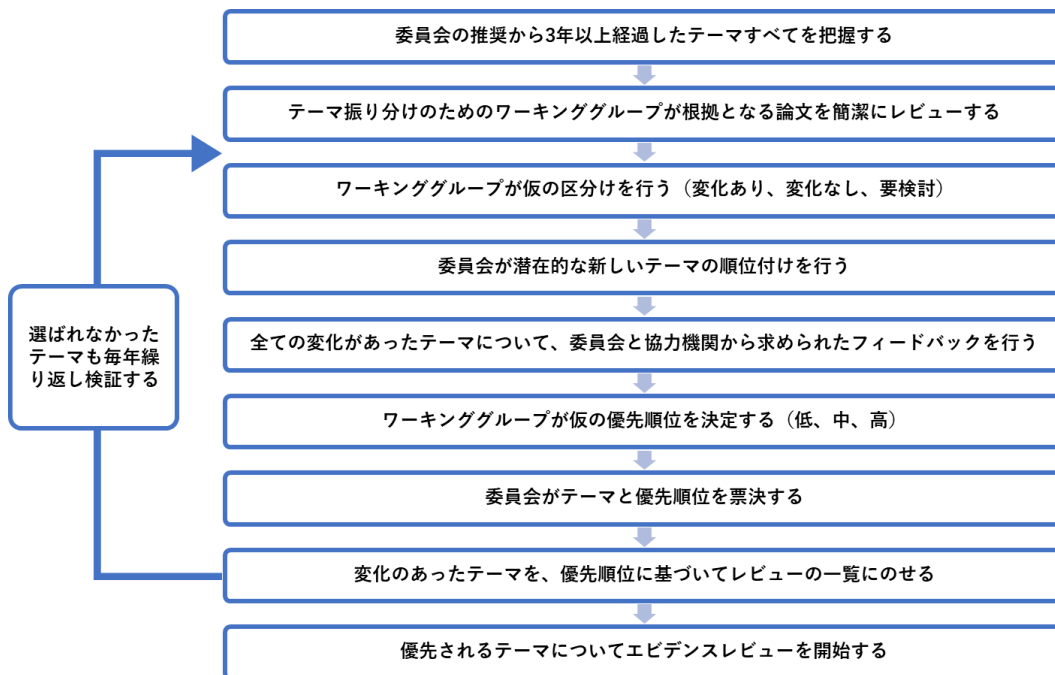 委員会の推奨から3年以上経過したテーマすべてを把握する
テーマ振り分けのためのワーキンググループが根拠となる論文を簡潔にレビューする
ワーキンググループが仮の区分けを行う（変化あり、変化なし、要検討）
委員会が潜在的な新しいテーマの順位付けを行う
全ての変化があったテーマについて、委員会と協力機関から求められたフィードバックを行う
ワーキンググループが仮の優先順位を決定する（低、中、高）
委員会がテーマと優先順位を票決する
変化のあったテーマを、優先順位に基づいてレビューの一覧にのせる
優先されるテーマについてエビデンスレビューを開始する
選ばれなかった
テーマも毎年繰
り返し検証する